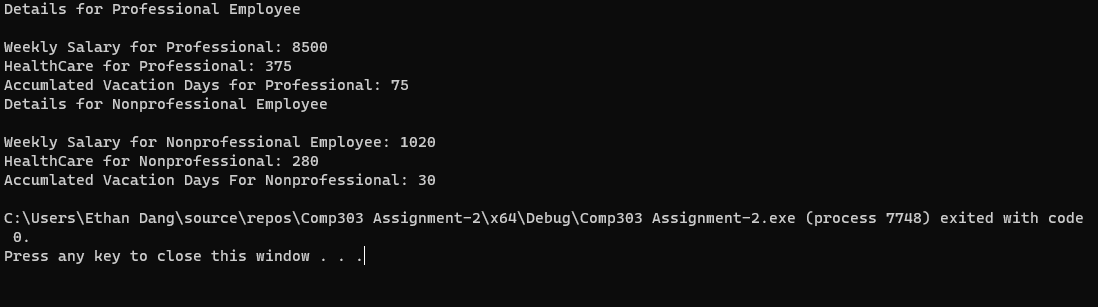 Details for Professional Employee
Weekly Salary for Professional: 8500
HealthCare for Professional: 375
Accumlated Vacation Days for Professional: 75
Details for Nonprofessional Employee
Weekly Salary for Nonprofessional Employee: 1020
HealthCare for Nonprofessional: 280
Accumlated Vacation Days For Nonprofessional: 30
C:\Users\Ethan Dang\source\repos\Comp303 Assignment-2\x64\Debug\Comp303 Assignment-2.exe (process 7748) exited with code
0.
Press any key to close this window . . .